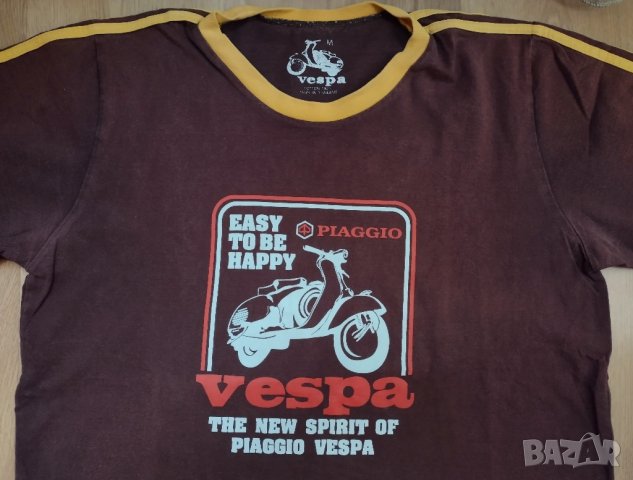 M
vespa
EASY
TO BE
HAPPY
PIAGGIO
vespa
THE NEW SPIRIT OF
PIAGGIO VESPA
BAZAR